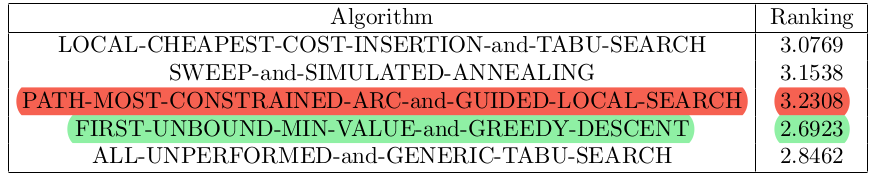 Algorithm Ranking
LOCAL-CHEAPEST-COST-INSERTION-and-TABU-SEARCH 3.0769
SWEEP-and-SIMULATED-ANNEALING 3.1538
PATH-MOST-CONSTRAINED-ARC-and-GUIDED-LOCAL-SEARCH 3.2308
FIRST-UNBOUND-MIN-VALUE-and-GREEDY-DESCENT 2.6923
ALL-UNPERFORMED-and-GENERIC-TABU-SEARCH 2.8462